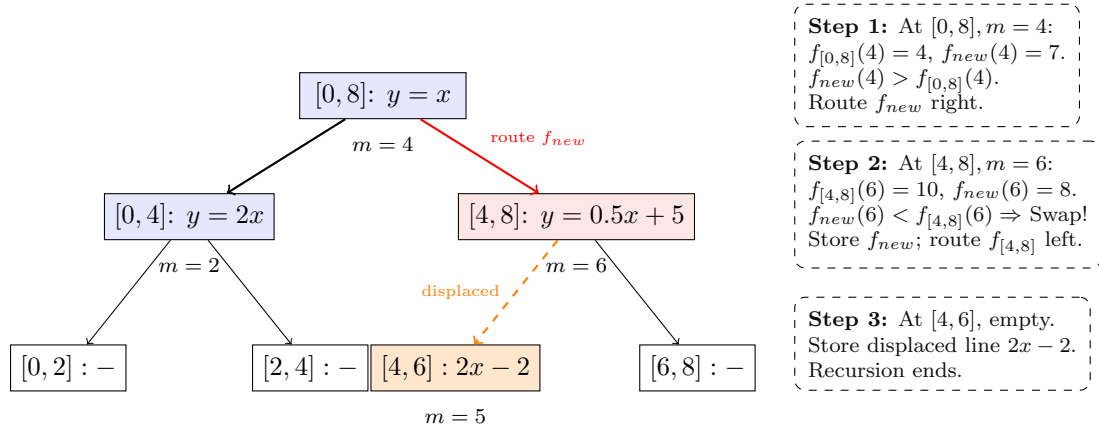 [0, 8]: y = x
m = 4
route f_new
[0, 4]: y = 2x
[4, 8]: y = 0.5x + 5
m = 2
m = 6
displaced
[0, 2] : −
[2, 4] : −
[4, 6] : 2x − 2
[6, 8] : −
m = 5
Step 1: At [0, 8], m = 4:
f_[0,8](4) = 4, f_new(4) = 7.
f_new(4) > f_[0,8](4).
Route f_new right.
Step 2: At [4, 8], m = 6:
f_[4,8](6) = 10, f_new(6) = 8.
f_new(6) < f_[4,8](6) ⇒ Swap!
Store f_new; route f_[4,8] left.
Step 3: At [4, 6], empty.
Store displaced line 2x − 2.
Recursion ends.